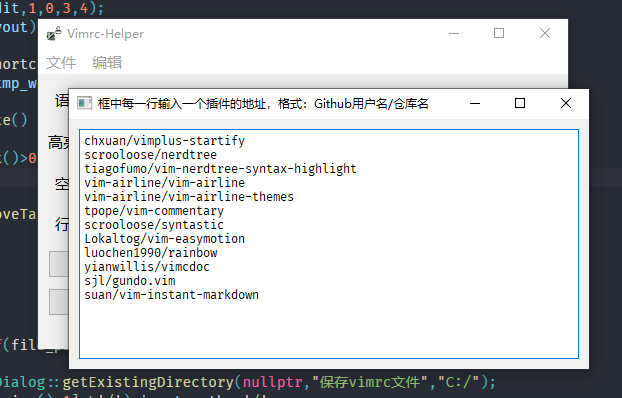 dit,1,0,3,4);
yout)
Vimrc-Helper
文件 编辑
hortc
mp_w
框中每一行输入一个插件的地址，格式：Github用户名/仓库名
语
te()
chxuan/vimplus-startify
高亮
scrooloose/nerdtree
()>0
tiagofumo/vim-nerdtree-syntax-highlight
空
vim-airline/vim-airline
vim-airline/vim-airline-themes
oveTa
tpope/vim-commentary
行
scrooloose/syntastic
Lokaltog/vim-easymotion
luochen1990/rainbow
yianwillis/vimcdoc
sjl/gundo.vim
suan/vim-instant-markdown
f(file_p
Dialog::getExistingDirectory(nullptr,"保存vimrc文件","C:/");